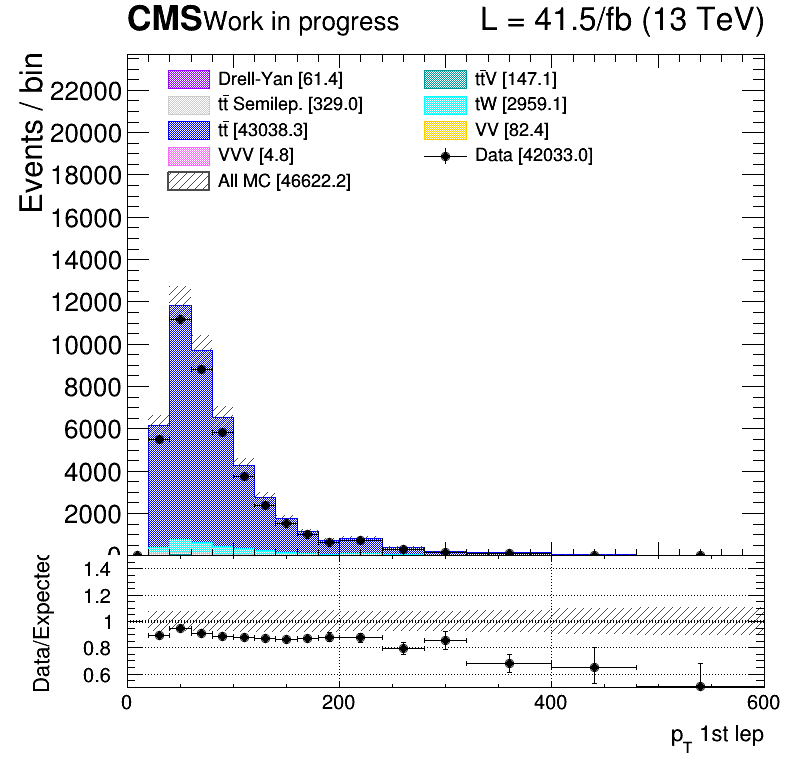 CMS Work in progress L = 41.5/fb (13 TeV)
Events / bin
22000
20000
18000
16000
14000
12000
10000
8000
6000
4000
2000
0
Drell-Yan [61.4]
tt̄ Semilep. [329.0]
tt̄ [43038.3]
VVV [4.8]
All MC [46622.2]
tt̄V [147.1]
tW [2959.1]
VV [82.4]
Data [42033.0]
Data/Expected
1.4
1.2
1
0.8
0.6
0 200 400 600
p_T 1st lep